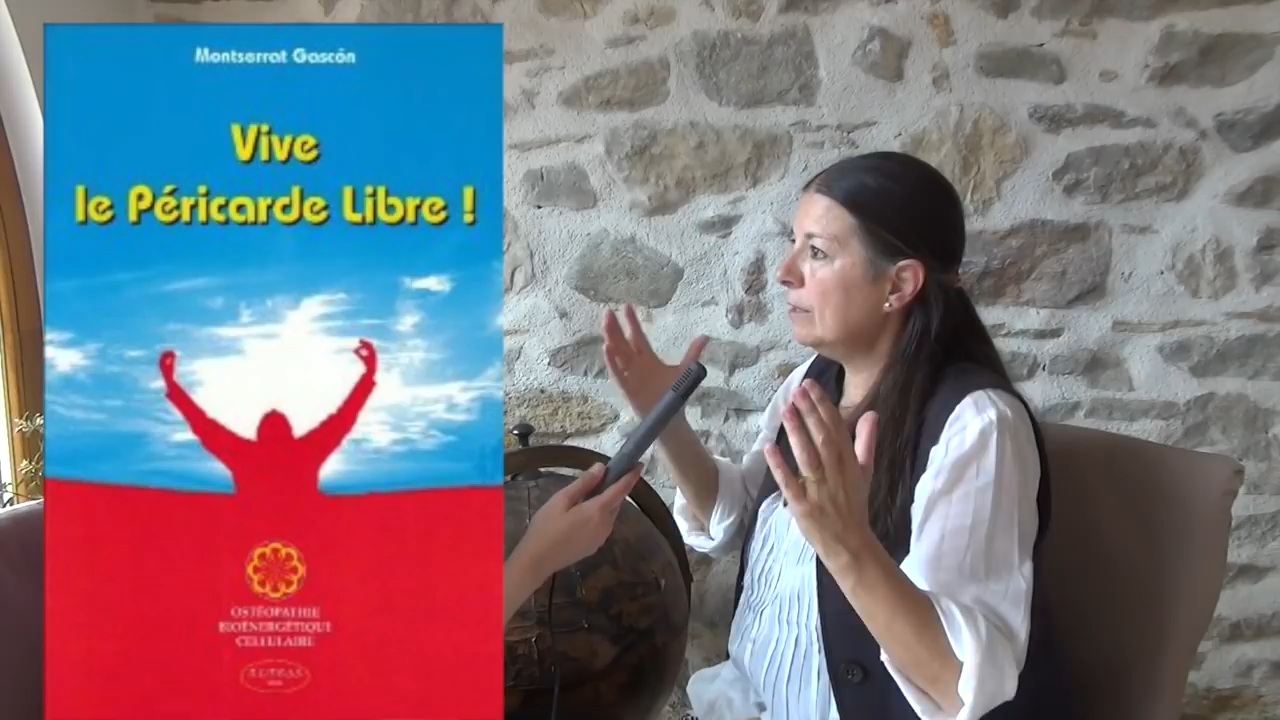 Montserrat Gascón
Vive
le Péricarde Libre !
OSTÉOPATHIE
BIOÉNERGÉTIQUE
CELLULAIRE